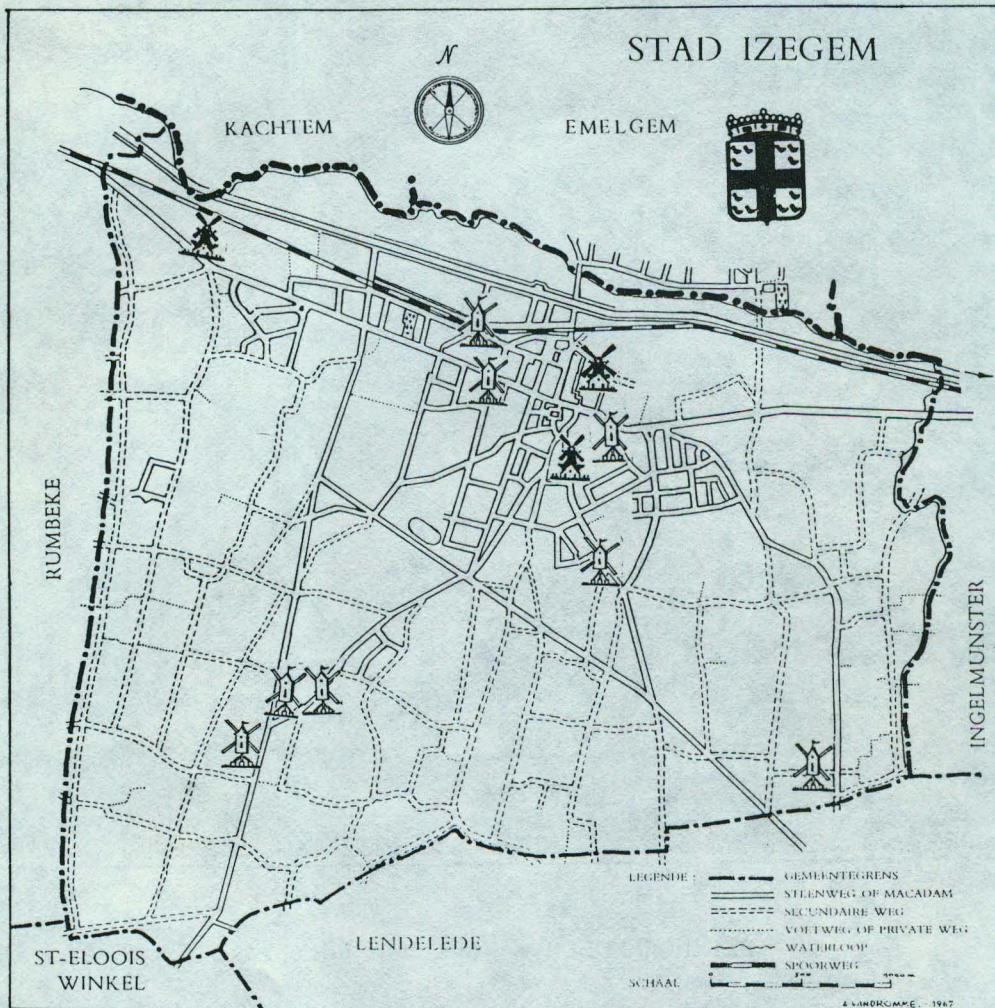 STAD IZEGEM
N
KACHTEM
EMELGEM
RUMBEKE
INGELMUNSTER
LEGENDE :
GEMEENTEGRENS
STEENWEG OF MACADAM
SECUNDAIRE WEG
VOETWEG OF PRIVATE WEG
WATERLOOP
SPOORWEG
SCHAAL
0
ST-ELOOIS
WINKEL
LENDELEDE
1967